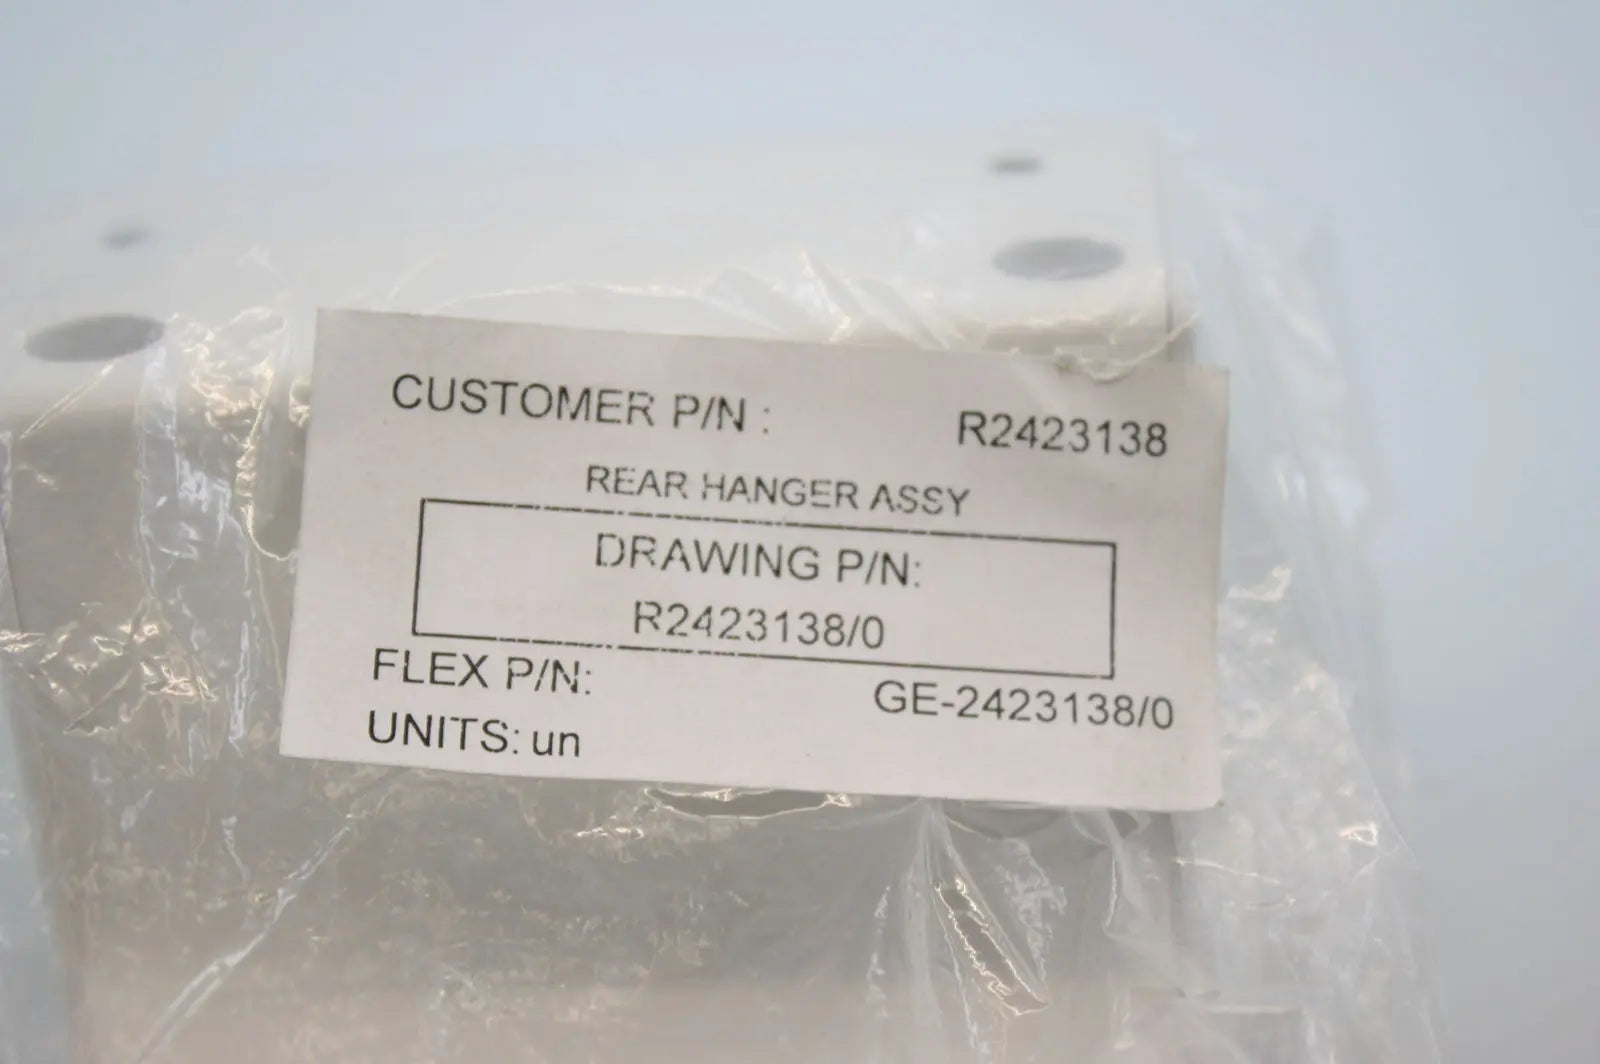 CUSTOMER P/N : R2423138
REAR HANGER ASSY
DRAWING P/N:
R2423138/0
FLEX P/N: GE-2423138/0
UNITS: un